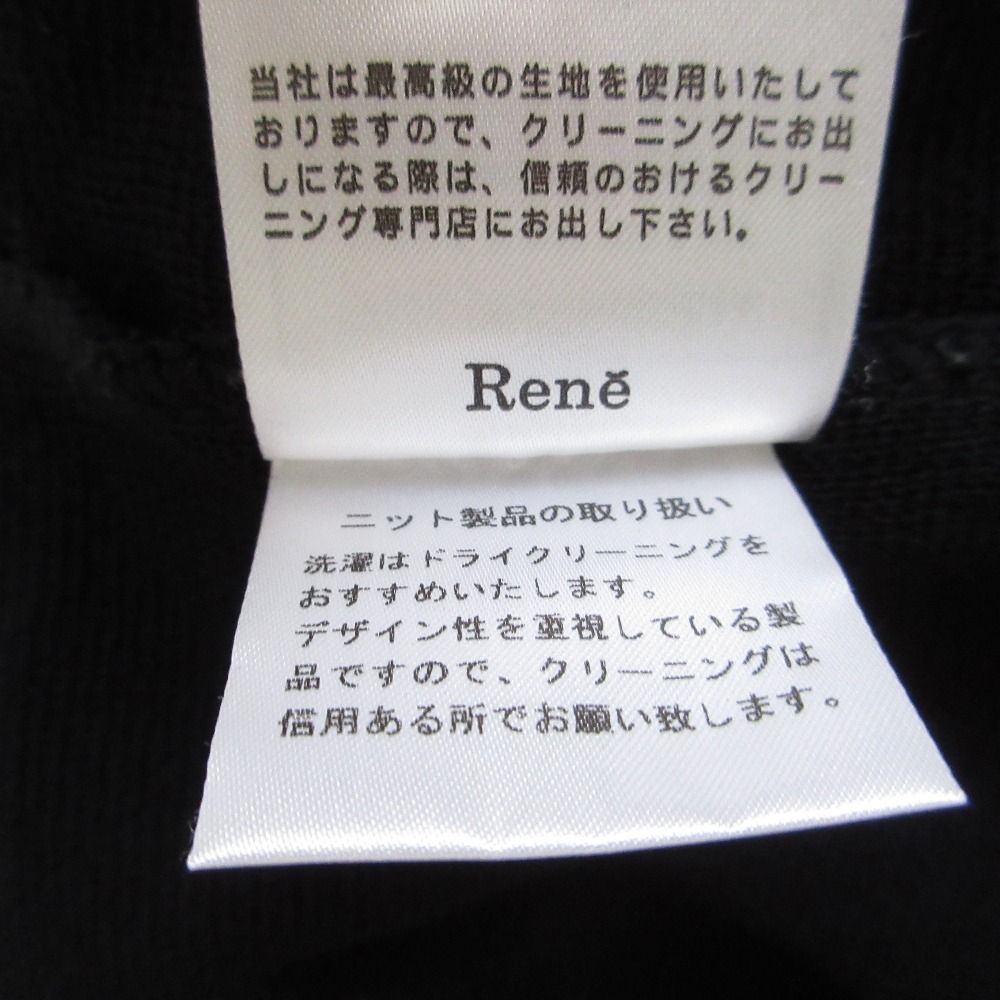 当社は最高級の生地を使用いたして
おりますので、クリーニングにお出
しになる際は、信頼のおけるクリー
ニング専門店にお出し下さい。
Renĕ
ニット製品の取り扱い
洗濯はドライクリーニングを
おすすめいたします。
デザイン性を重視している製
品ですので、クリーニングは
信用ある所でお願い致します。